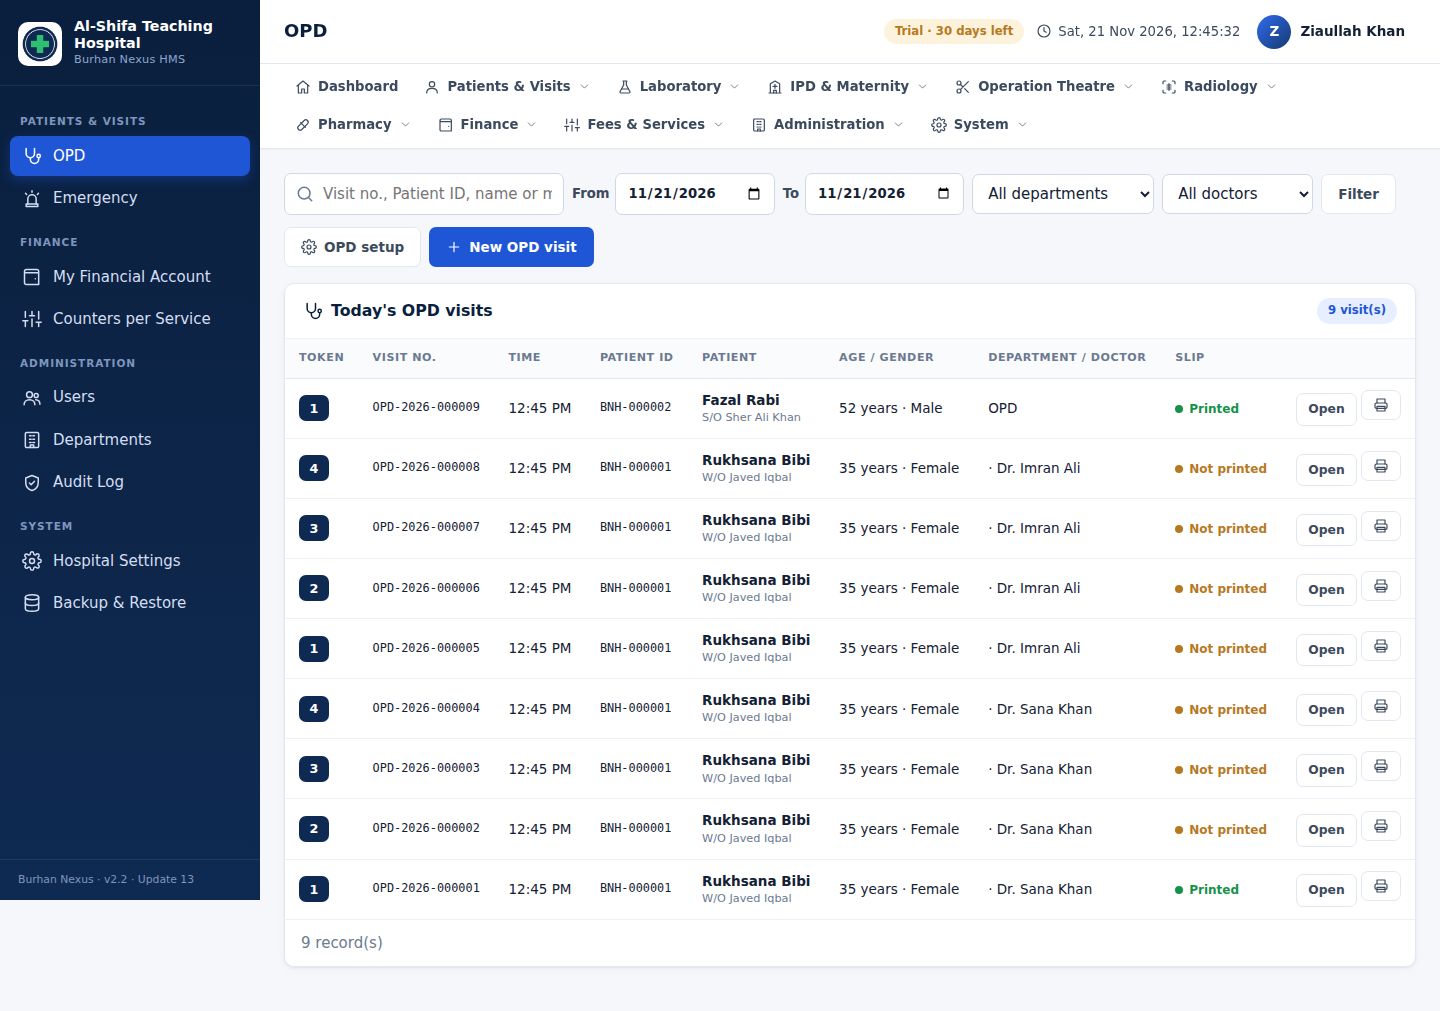 Al-Shifa Teaching
Hospital
Burhan Nexus HMS
PATIENTS & VISITS
OPD
Emergency
FINANCE
My Financial Account
Counters per Service
ADMINISTRATION
Users
Departments
Audit Log
SYSTEM
Hospital Settings
Backup & Restore
Burhan Nexus · v2.2 · Update 13
OPD
Trial · 30 days left
Sat, 21 Nov 2026, 12:45:32
Z
Ziaullah Khan
Dashboard Patients & Visits Laboratory IPD & Maternity Operation Theatre Radiology
Pharmacy Finance Fees & Services Administration System
Visit no., Patient ID, name or m From 11/21/2026 To 11/21/2026 All departments All doctors Filter
OPD setup New OPD visit
Today's OPD visits 9 visit(s)
TOKEN VISIT NO. TIME PATIENT ID PATIENT AGE / GENDER DEPARTMENT / DOCTOR SLIP
1 OPD-2026-000009 12:45 PM BNH-000002 Fazal Rabi 52 years · Male OPD Printed Open
S/O Sher Ali Khan
4 OPD-2026-000008 12:45 PM BNH-000001 Rukhsana Bibi 35 years · Female · Dr. Imran Ali Not printed Open
W/O Javed Iqbal
3 OPD-2026-000007 12:45 PM BNH-000001 Rukhsana Bibi 35 years · Female · Dr. Imran Ali Not printed Open
W/O Javed Iqbal
2 OPD-2026-000006 12:45 PM BNH-000001 Rukhsana Bibi 35 years · Female · Dr. Imran Ali Not printed Open
W/O Javed Iqbal
1 OPD-2026-000005 12:45 PM BNH-000001 Rukhsana Bibi 35 years · Female · Dr. Imran Ali Not printed Open
W/O Javed Iqbal
4 OPD-2026-000004 12:45 PM BNH-000001 Rukhsana Bibi 35 years · Female · Dr. Sana Khan Not printed Open
W/O Javed Iqbal
3 OPD-2026-000003 12:45 PM BNH-000001 Rukhsana Bibi 35 years · Female · Dr. Sana Khan Not printed Open
W/O Javed Iqbal
2 OPD-2026-000002 12:45 PM BNH-000001 Rukhsana Bibi 35 years · Female · Dr. Sana Khan Not printed Open
W/O Javed Iqbal
1 OPD-2026-000001 12:45 PM BNH-000001 Rukhsana Bibi 35 years · Female · Dr. Sana Khan Printed Open
W/O Javed Iqbal
9 record(s)